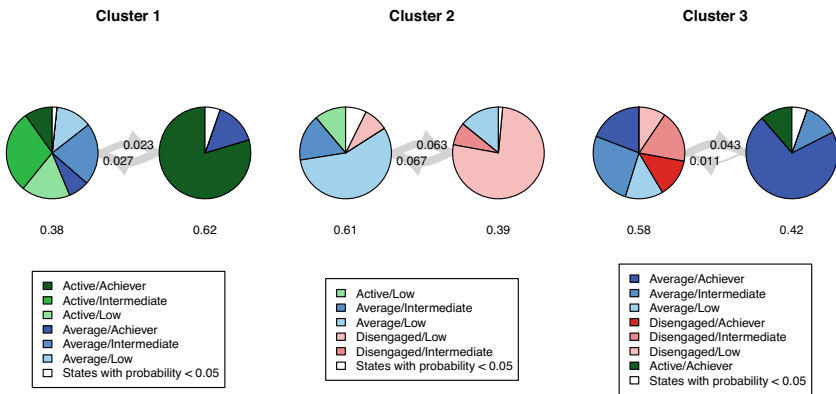 Cluster 1
Cluster 2
Cluster 3
0.023
0.027
0.063
0.067
0.043
0.011
0.38
0.62
0.61
0.39
0.58
0.42
Active/Achiever
Active/Intermediate
Active/Low
Average/Achiever
Average/Intermediate
Average/Low
States with probability < 0.05
Active/Low
Average/Intermediate
Average/Low
Disengaged/Low
Disengaged/Intermediate
States with probability < 0.05
Average/Achiever
Average/Intermediate
Average/Low
Disengaged/Achiever
Disengaged/Intermediate
Disengaged/Low
Active/Achiever
States with probability < 0.05